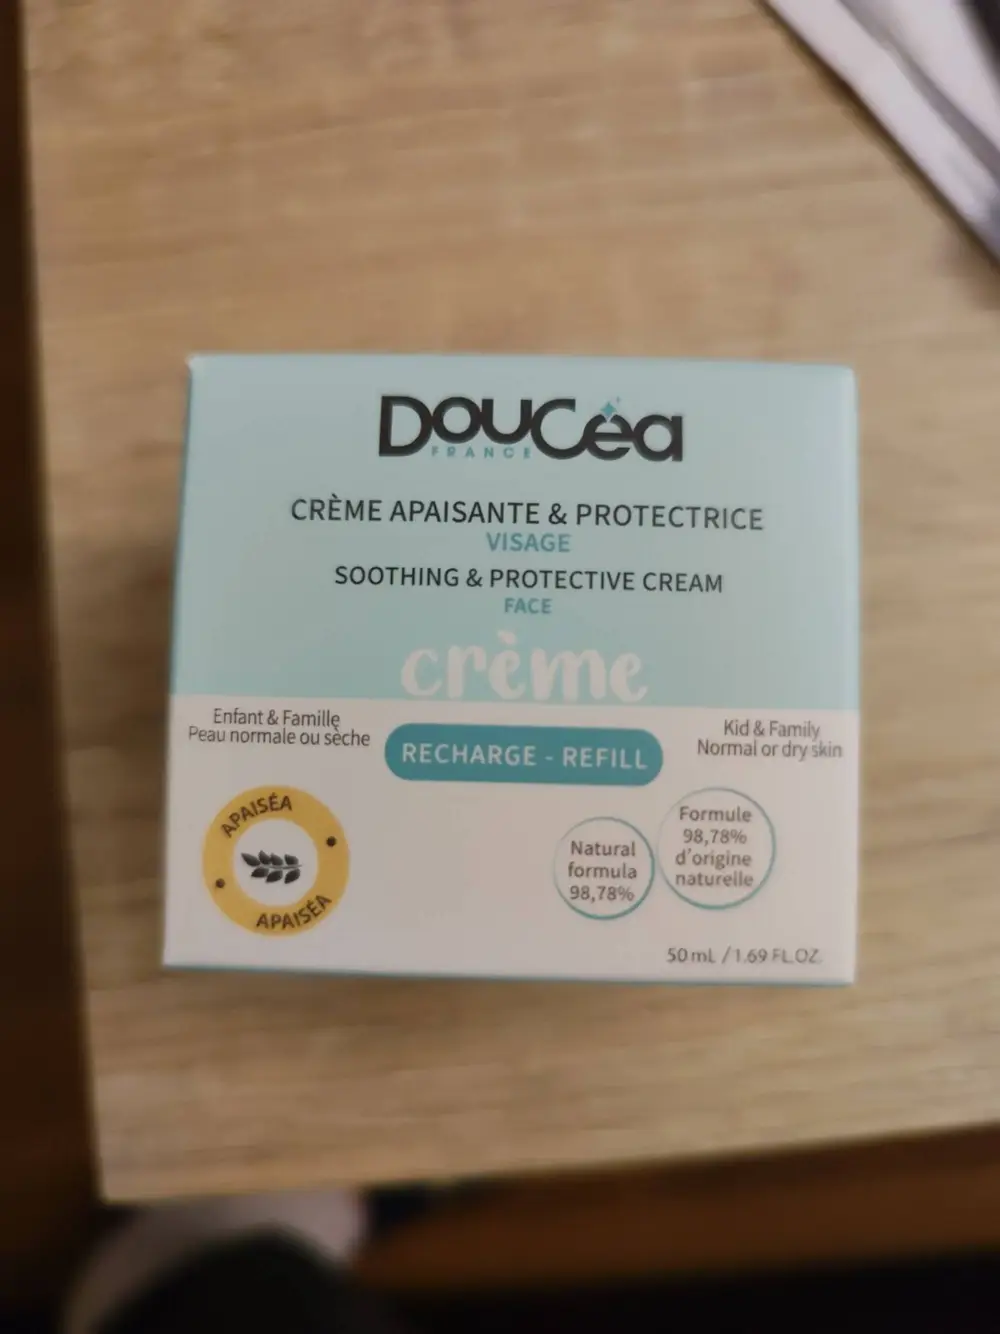 DOUCéa
FRANCE
CRÈME APAISANTE & PROTECTRICE
VISAGE
SOOTHING & PROTECTIVE CREAM
FACE
crème
Enfant & Famille
Peau normale ou sèche
RECHARGE - REFILL
Kid & Family
Normal or dry skin
APAISÉA
APAISÉA
Natural
formula
98,78%
Formule
98,78%
d'origine
naturelle
50 mL / 1.69 FL.OZ.